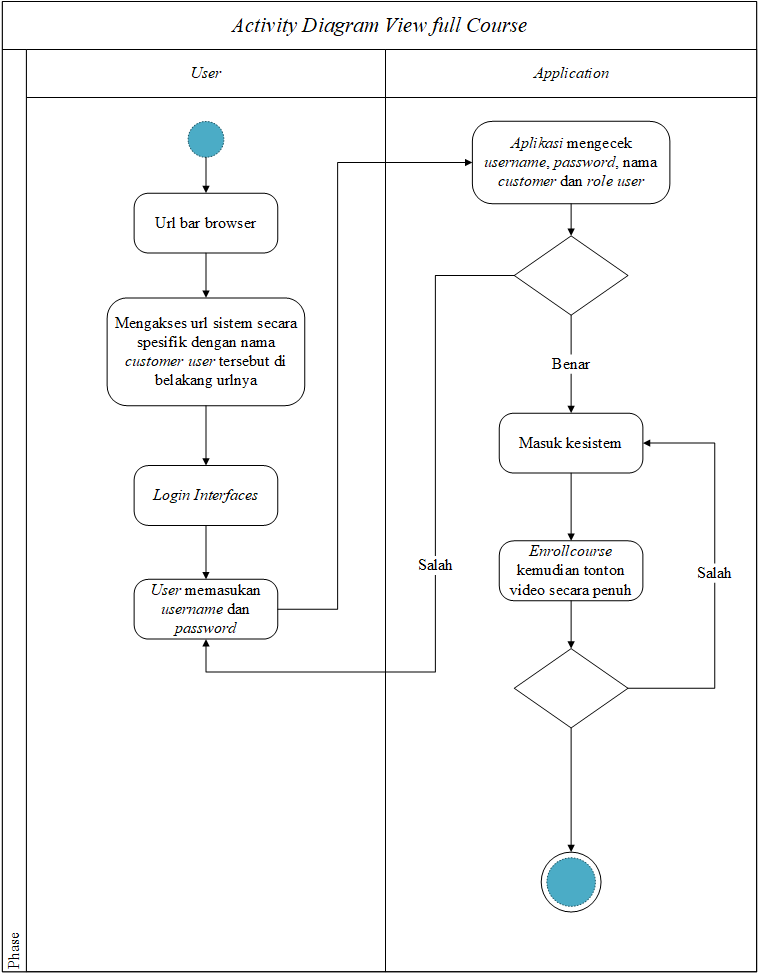 Activity Diagram View full Course
User
Application
Url bar browser
Mengakses url sistem secara
spesifik dengan nama
customer user tersebut di
belakang urlnya
Login Interfaces
User memasukan
username dan
password
Aplikasi mengecek
username, password, nama
customer dan role user
Benar
Masuk kesistem
Enrollcourse
kemudian tonton
video secara penuh
Salah
Salah
Phase